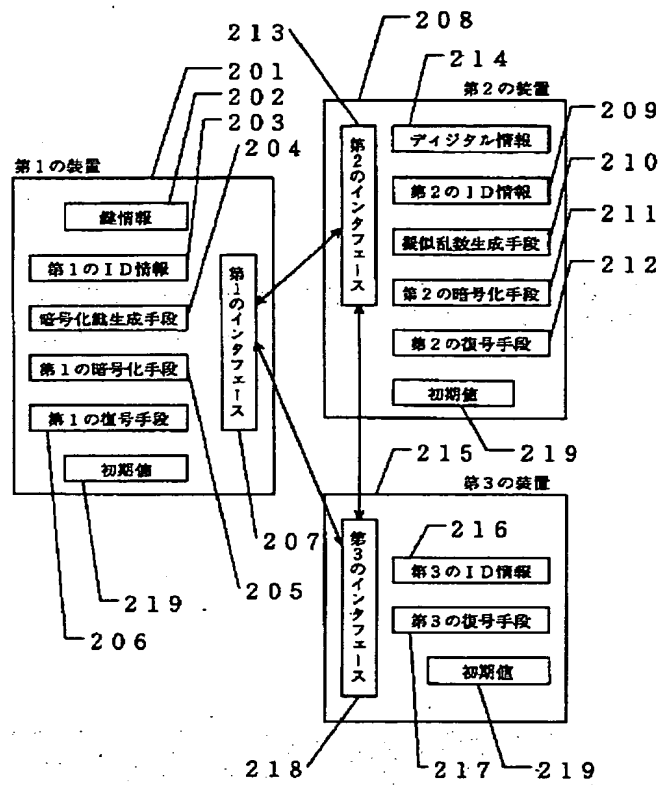 213
208
201
202
203
204
214
第2の装置
209
210
211
212
第1の装置
鍵情報
第1のID情報
暗号化鍵生成手段
第1の暗号化手段
第1の復号手段
初期値
第1のインタフェース
第2のインタフェース
ディジタル情報
第2のID情報
擬似乱数生成手段
第2の暗号化手段
第2の復号手段
初期値
215
219
第3の装置
207
205
219
206
第3のインタフェース
216
第3のID情報
第3の復号手段
初期値
218
217
219